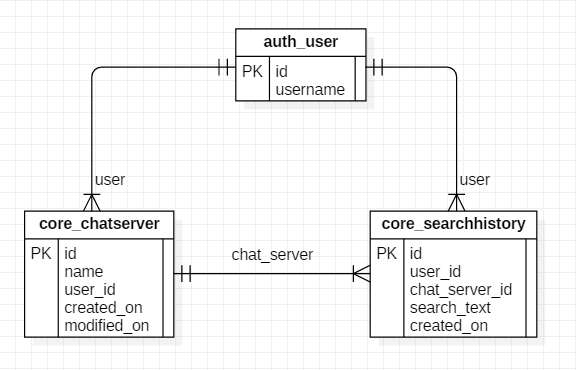 auth_user
PK id
username
user
user
core_chatserver
PK id
name
user_id
created_on
modified_on
chat_server
core_searchhistory
PK id
user_id
chat_server_id
search_text
created_on